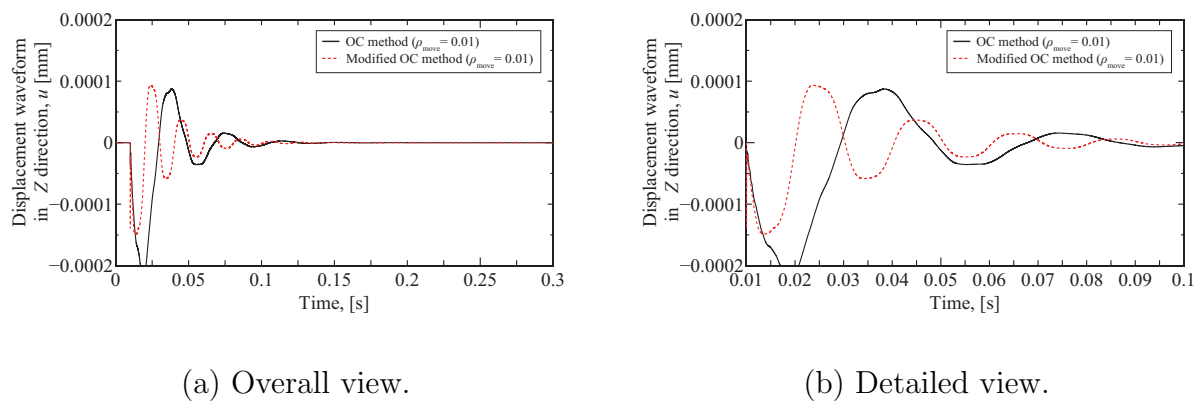 Displacement waveform
in Z direction, u [mm]
0.0002
0.0001
0
−0.0001
−0.0002
OC method (ρmove= 0.01)
Modified OC method (ρmove= 0.01)
0 0.05 0.1 0.15 0.2 0.25 0.3
Time, [s]
(a) Overall view.
Displacement waveform
in Z direction, u [mm]
0.0002
0.0001
0
−0.0001
−0.0002
OC method (ρmove= 0.01)
Modified OC method (ρmove= 0.01)
0.01 0.02 0.03 0.04 0.05 0.06 0.07 0.08 0.09 0.1
Time, [s]
(b) Detailed view.